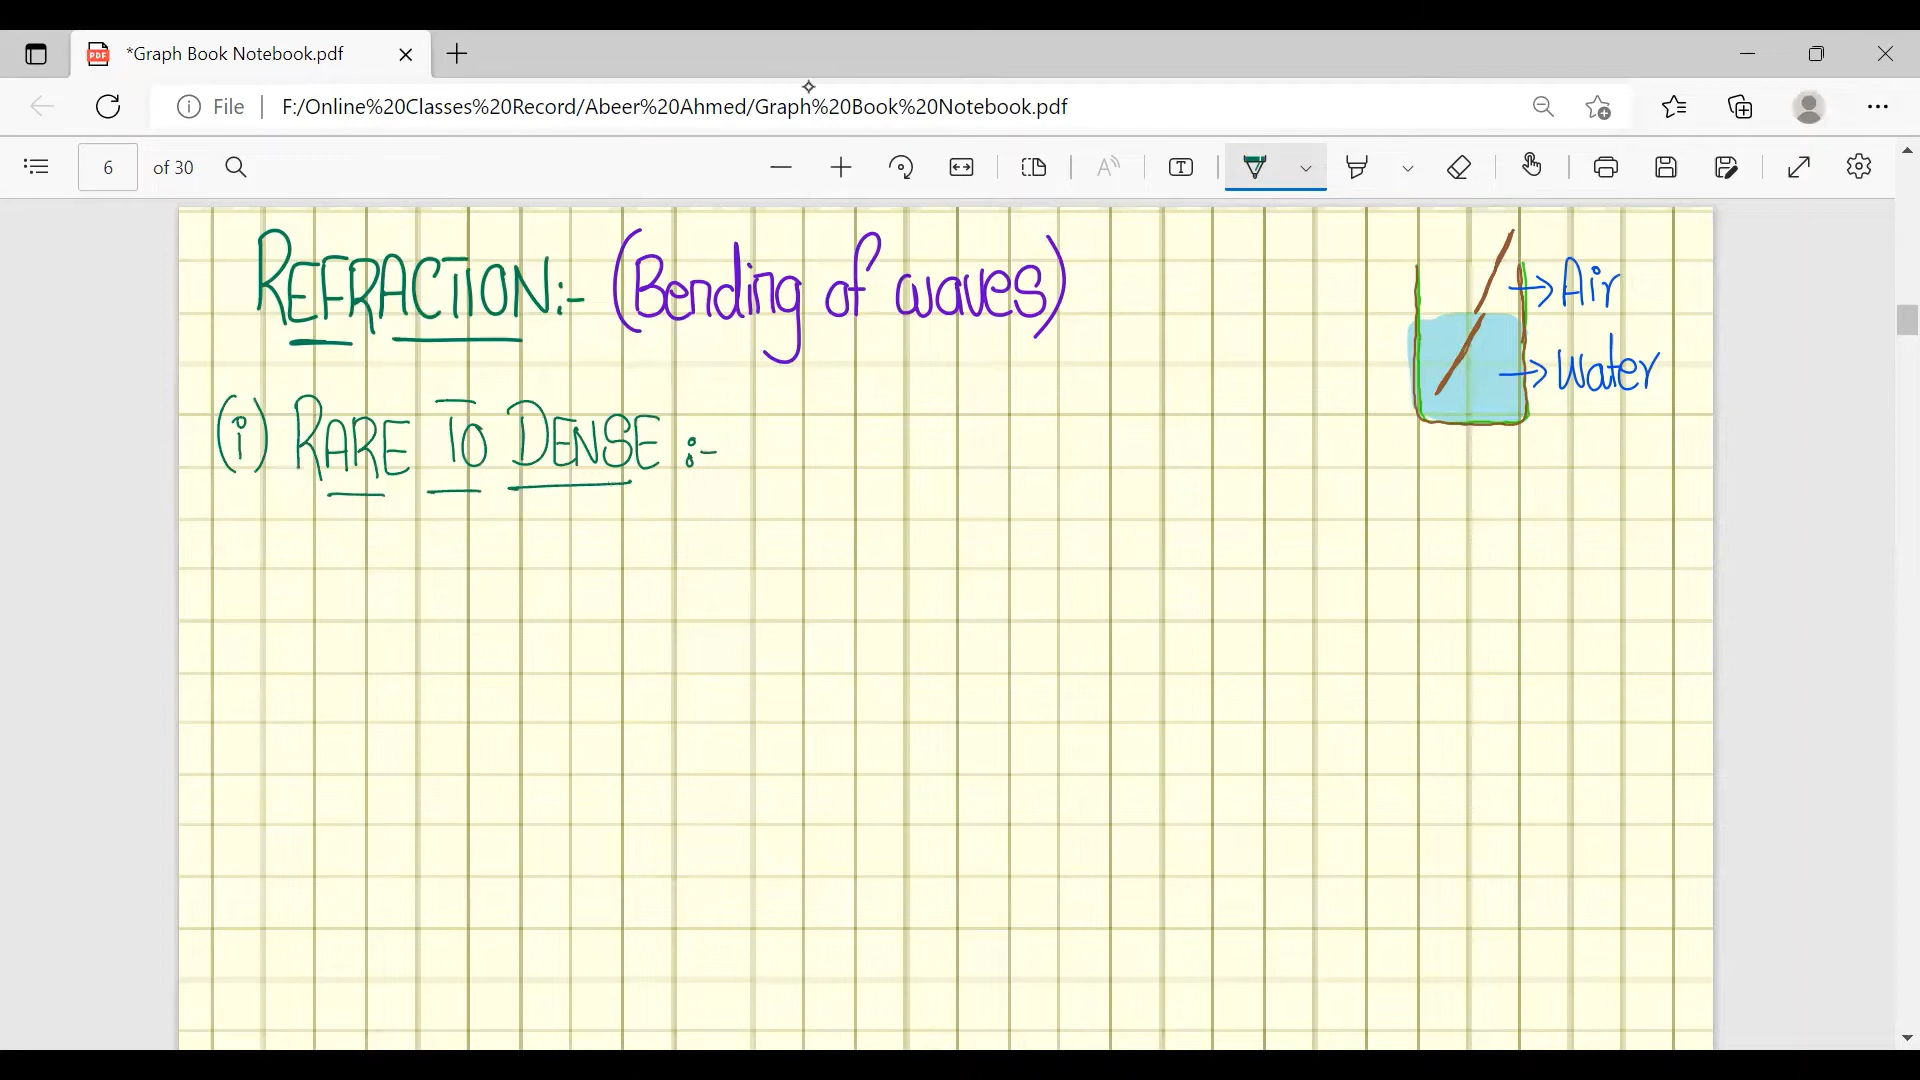 *Graph Book Notebook.pdf
File
F:/Online%20Classes%20Record/Abeer%20Ahmed/Graph%20Book%20Notebook.pdf
6 of 30
REFRACTION:- (Bending of waves)
→Air
→Water
(i) RARE TO DENSE :-